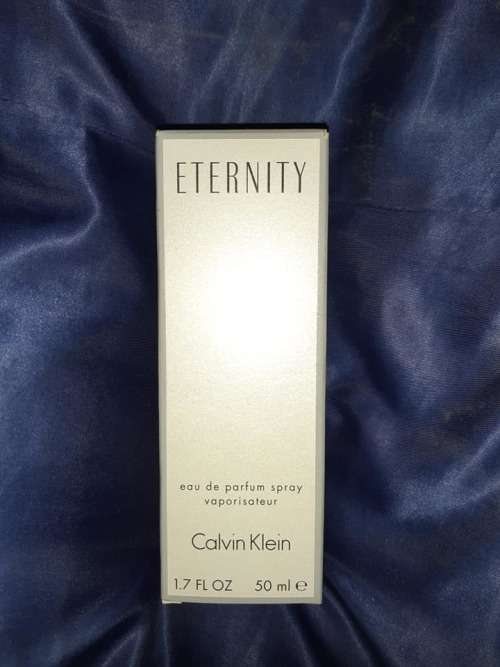 ETERNITY
eau de parfum spray
vaporisateur
Calvin Klein
1.7 FL OZ 50 ml ℮